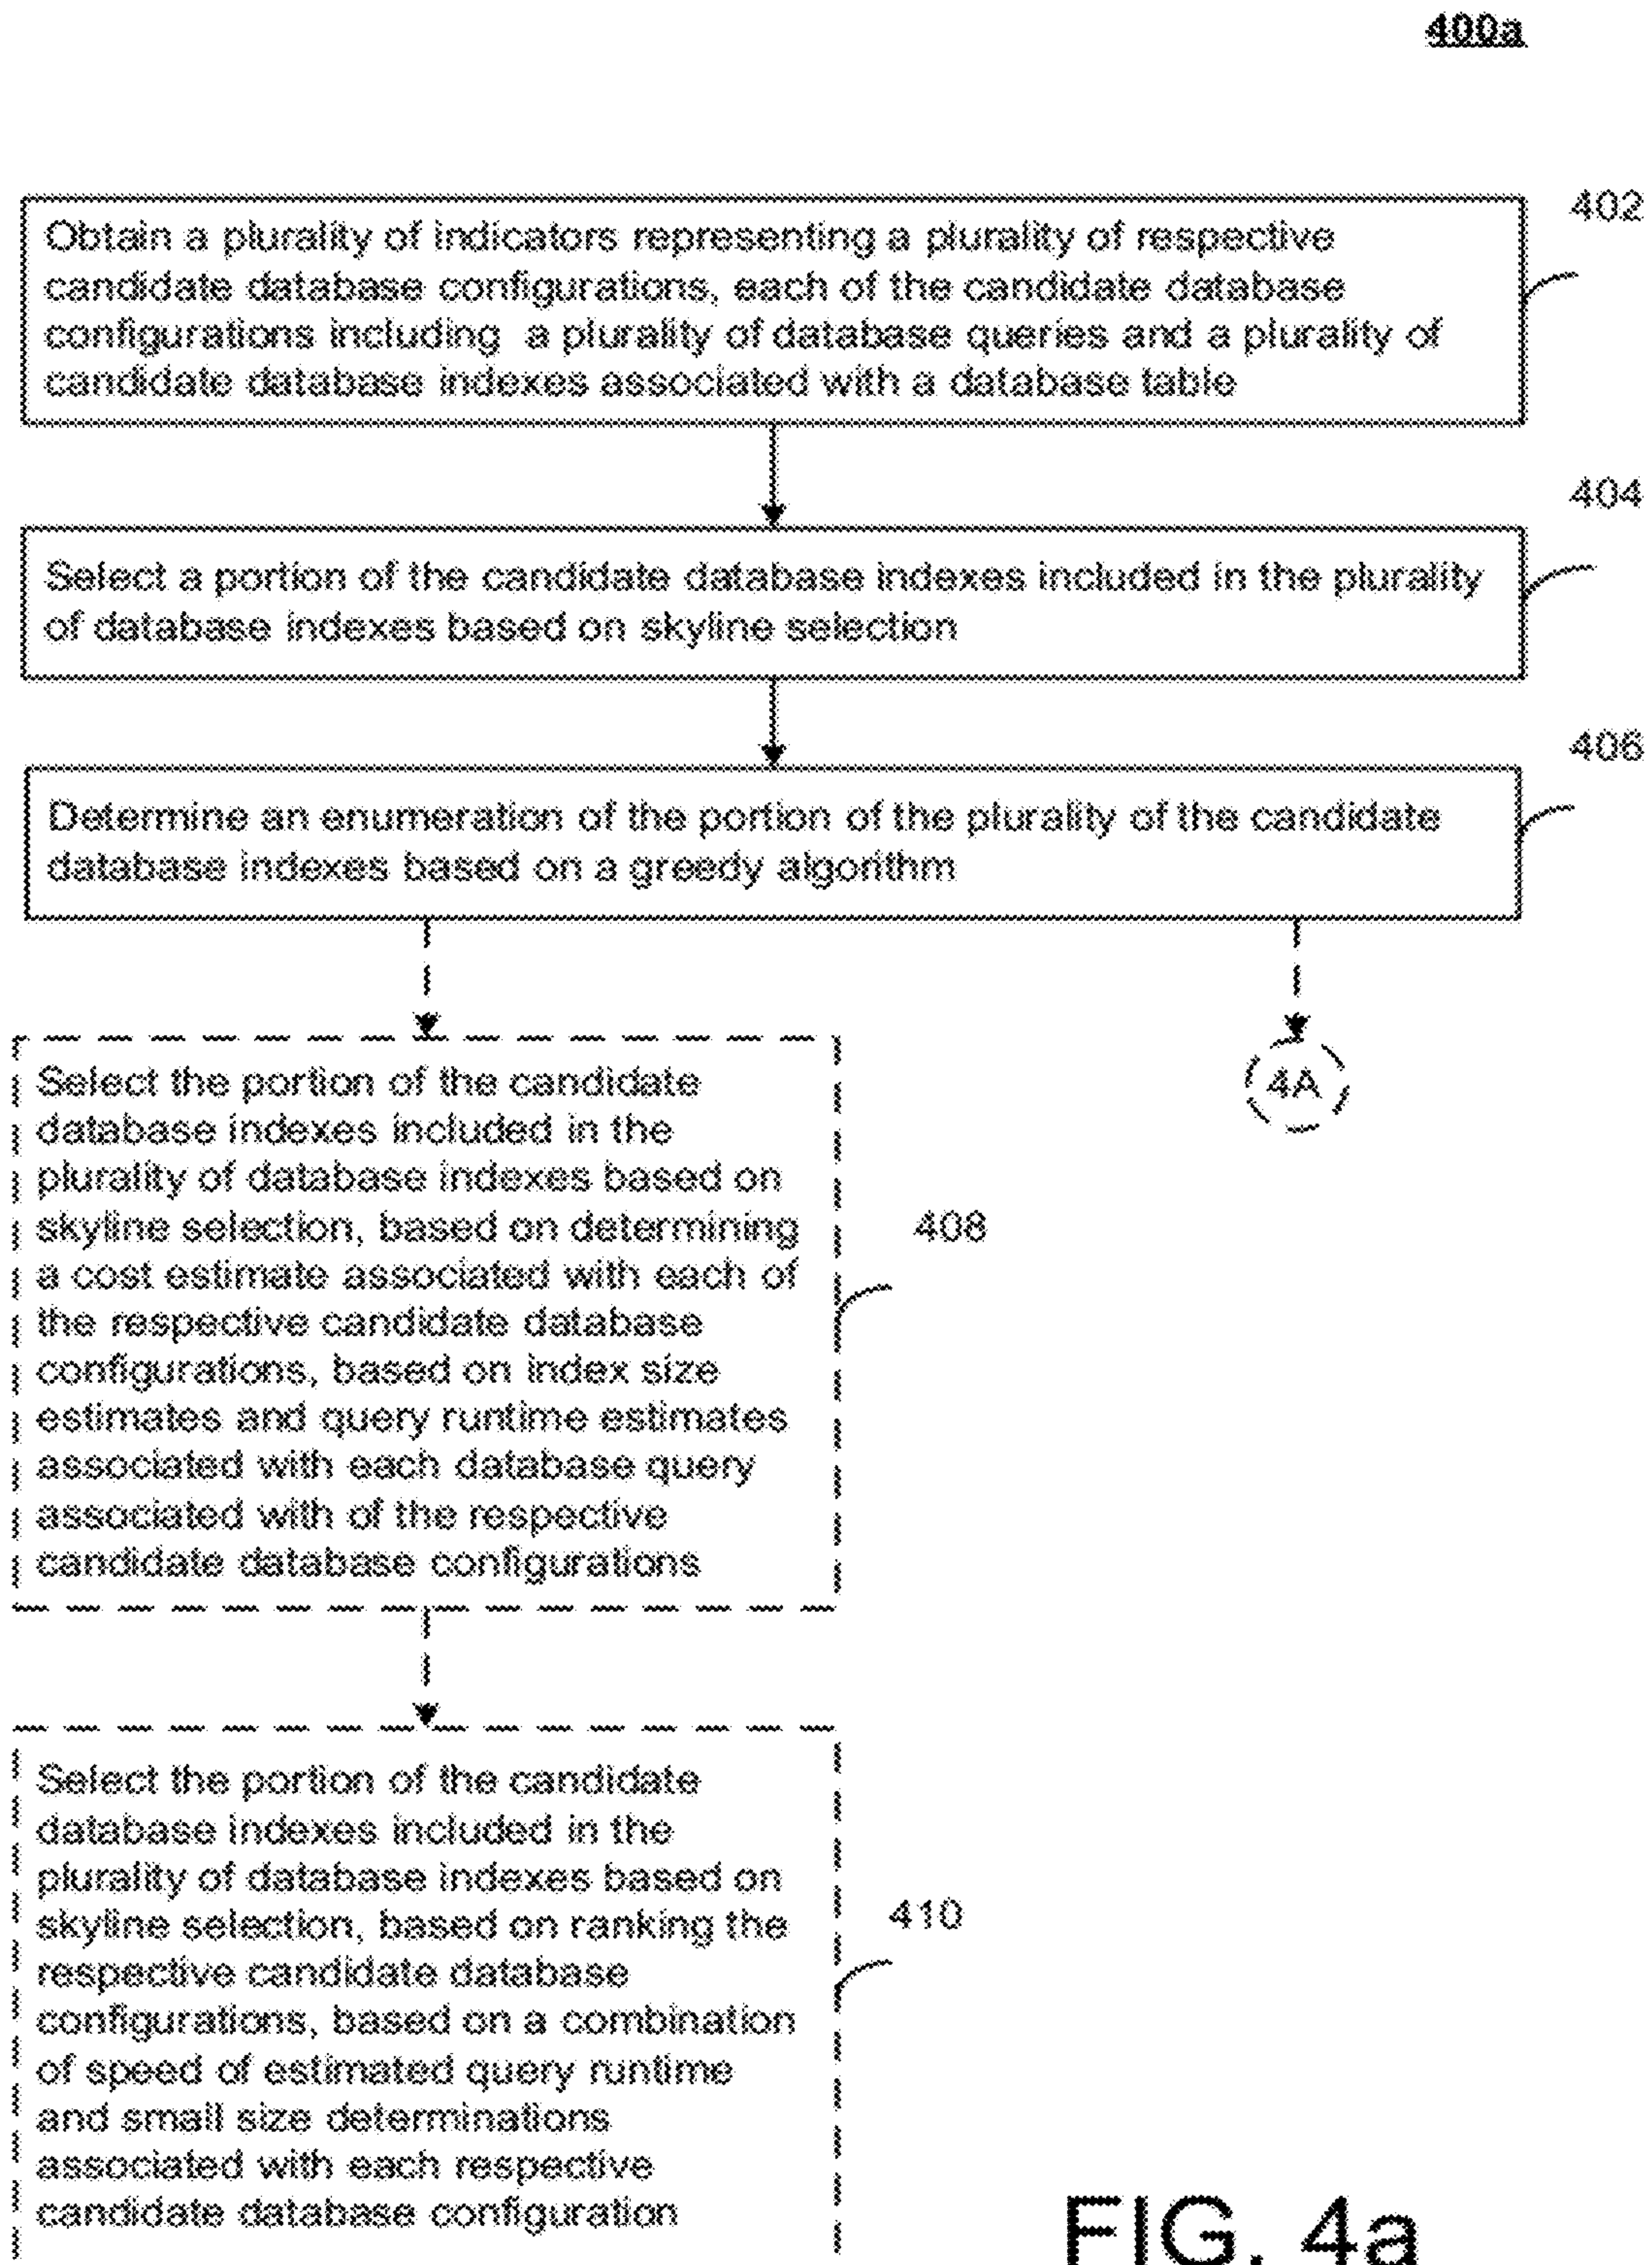 400a
402
Obtain a plurality of indicators representing a plurality of respective
candidate database configurations, each of the candidate database
configurations including a plurality of database queries and a plurality of
candidate database indexes associated with a database table
404
Select a portion of the candidate database indexes included in the plurality
of database indexes based on skyline selection
406
Determine an enumeration of the portion of the plurality of the candidate
database indexes based on a greedy algorithm
4A
Select the portion of the candidate
database indexes included in the
plurality of database indexes based on
skyline selection, based on determining
a cost estimate associated with each of
the respective candidate database
configurations, based on index size
estimates and query runtime estimates
associated with each database query
associated with of the respective
candidate database configurations
408
Select the portion of the candidate
database indexes included in the
plurality of database indexes based on
skyline selection, based on ranking the
respective candidate database
configurations, based on a combination
of speed of estimated query runtime
and small size determinations
associated with each respective
candidate database configuration
410
FIG. 4a